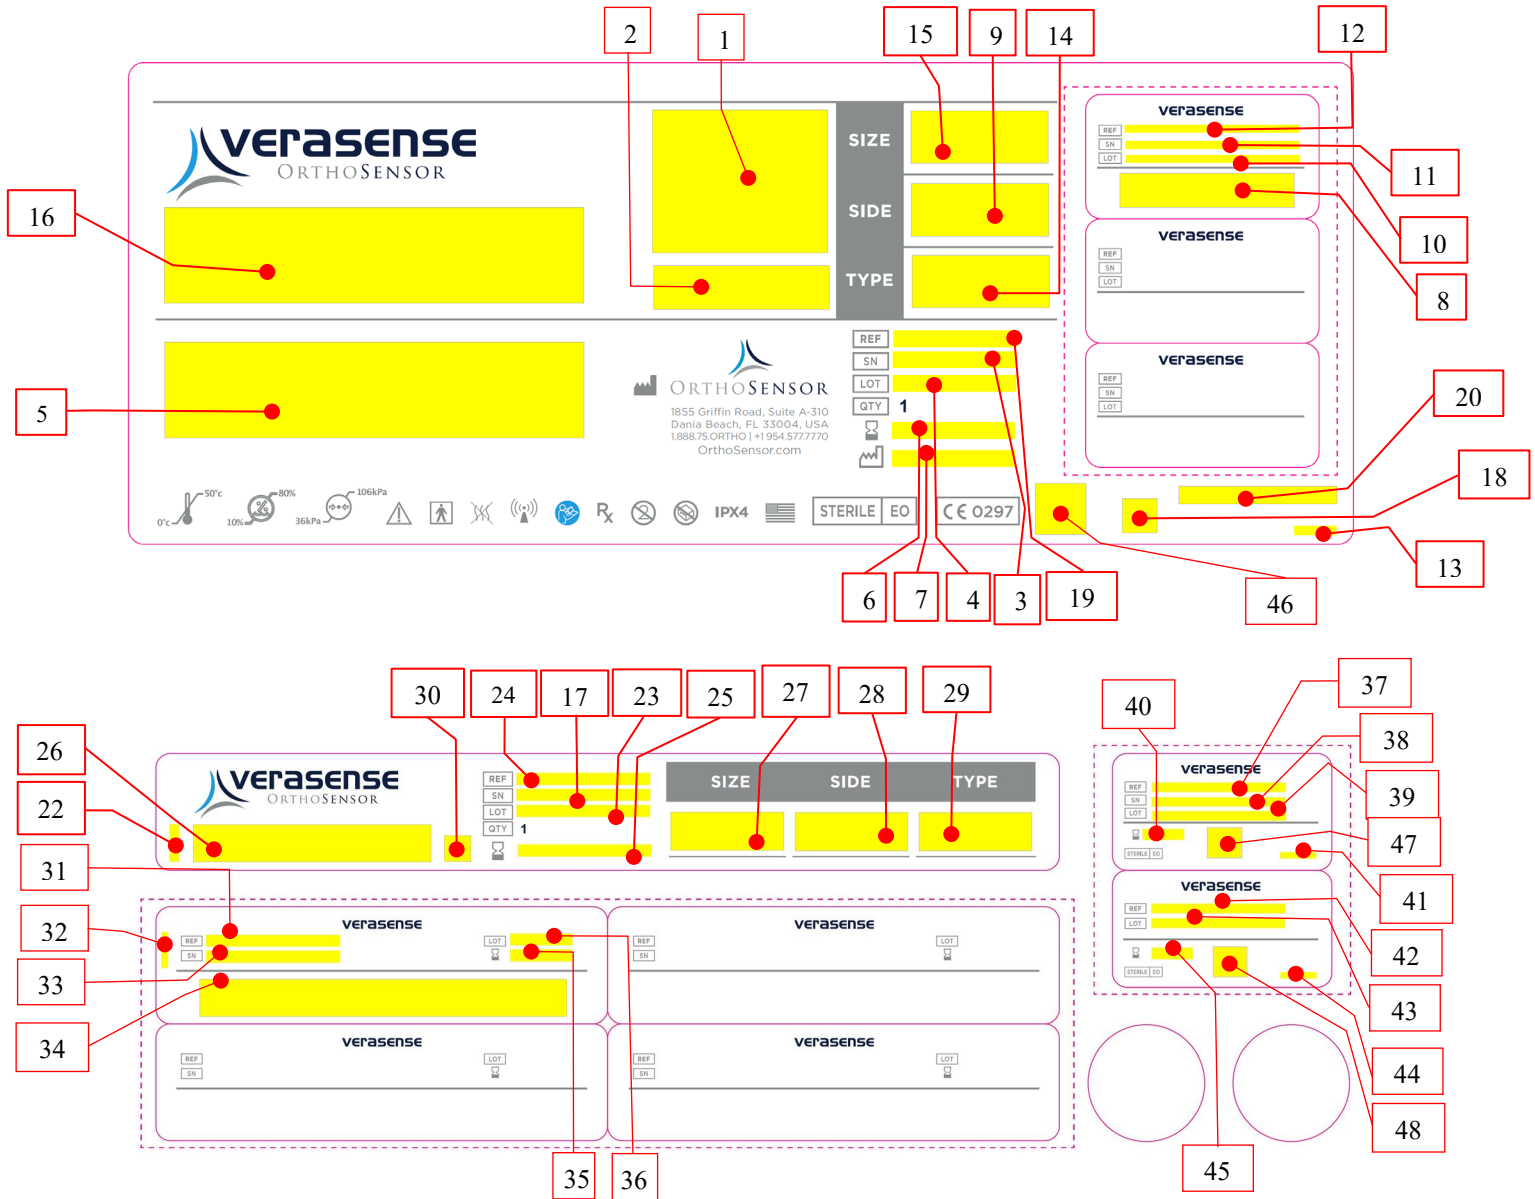 2
1
15
9
14
12
verasense
ORTHOSENSOR
SIZE
SIDE
TYPE
verasense
REF
SN
LOT
11
10
8
16
verasense
REF
SN
LOT
verasense
REF
SN
LOT
5
ORTHOSENSOR
1855 Griffin Road, Suite A-310
Dania Beach, FL 33004, USA
1.888.75.ORTHO | +1 954.577.7770
OrthoSensor.com
REF
SN
LOT
QTY 1
20
18
13
0°c 50°c
10% 80%
36kPa 106kPa
Rx
IPX4
STERILE EO
CE 0297
6
7
4
3
19
46
30
24
17
23
25
27
28
29
26
22
verasense
ORTHOSENSOR
REF
SN
LOT
QTY 1
SIZE SIDE TYPE
40
37
38
39
47
41
verasense
REF
SN
LOT
STERILE EO
verasense
REF
LOT
STERILE EO
42
43
44
48
45
31
32
33
34
verasense
REF
SN
LOT
verasense
REF
SN
LOT
verasense
REF
SN
LOT
verasense
REF
SN
LOT
35
36